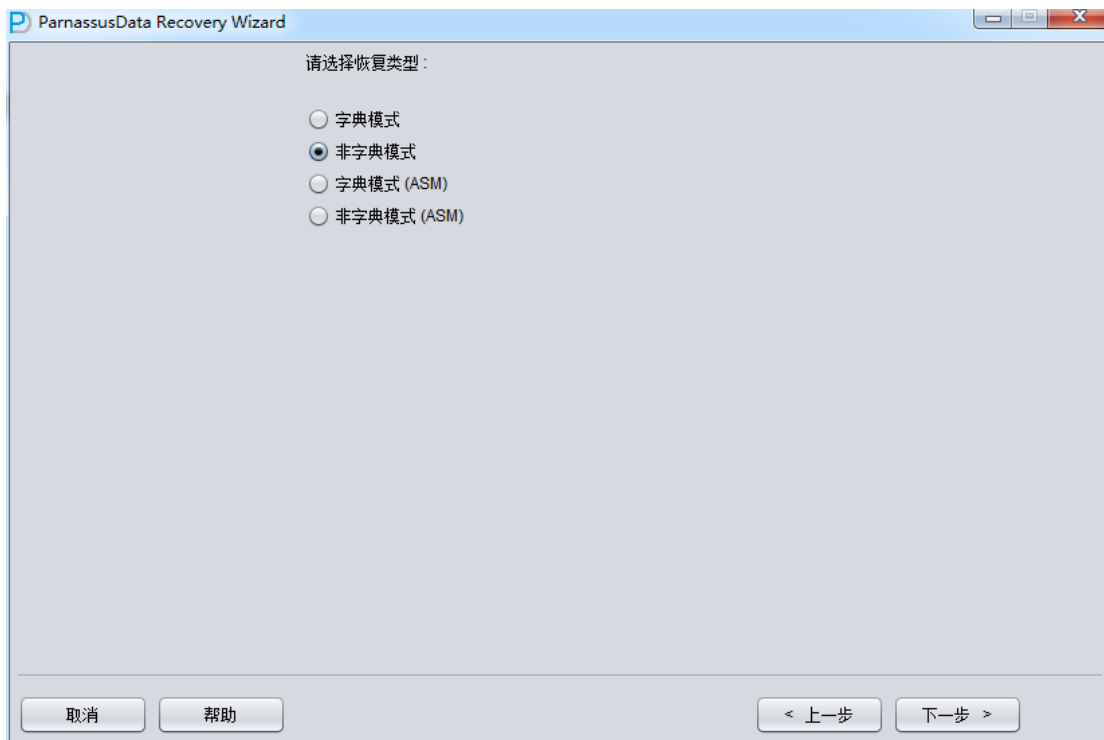 ParnassusData Recovery Wizard
请选择恢复类型：
字典模式
非字典模式
字典模式 (ASM)
非字典模式 (ASM)
取消
帮助
< 上一步
下一步 >